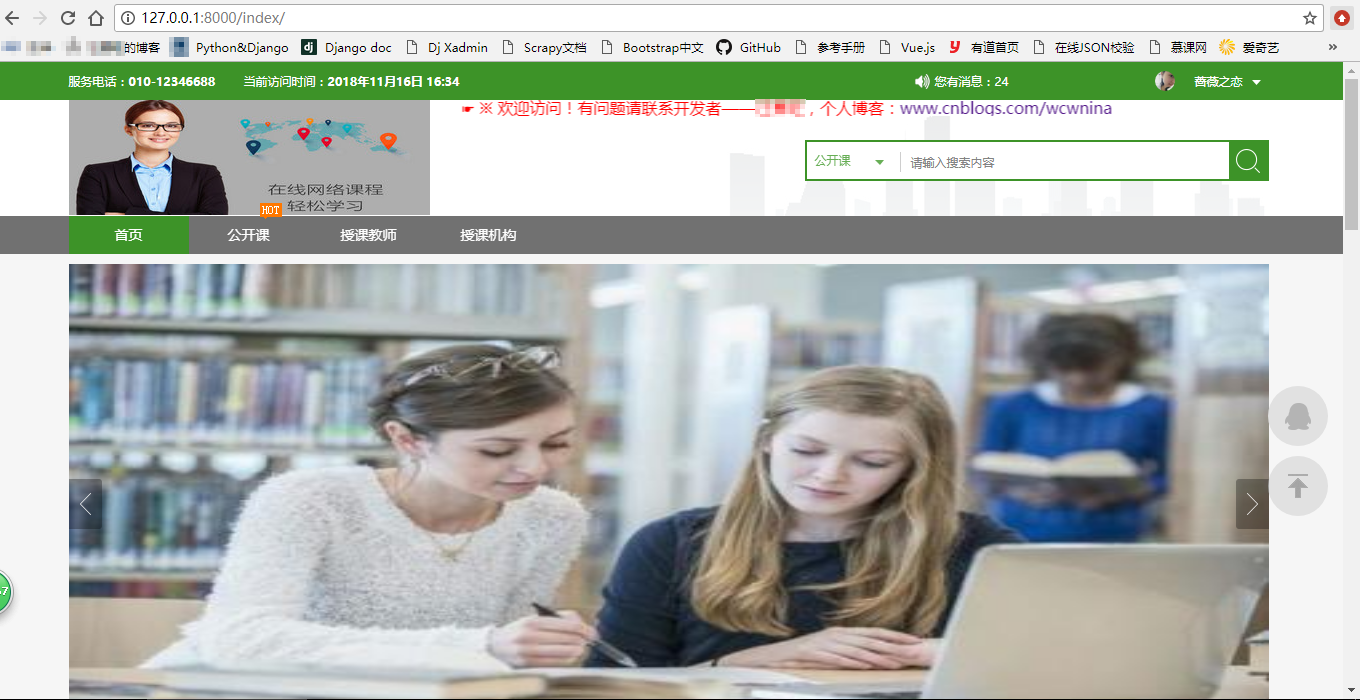 127.0.0.1:8000/index/
的博客 Python&Django dj Django doc Dj Xadmin Scrapy文档 Bootstrap中文 GitHub 参考手册 Vue.js 有道首页 在线JSON校验 慕课网 爱奇艺 »
服务电话：010-12346688 当前访问时间：2018年11月16日 16:34 您有消息：24 蔷薇之恋
☛ ※ 欢迎访问！有问题请联系开发者—— ，个人博客：www.cnblogs.com/wcwnina
公开课 请输入搜索内容
在线网络课程
轻松学习
HOT
首页 公开课 授课教师 授课机构